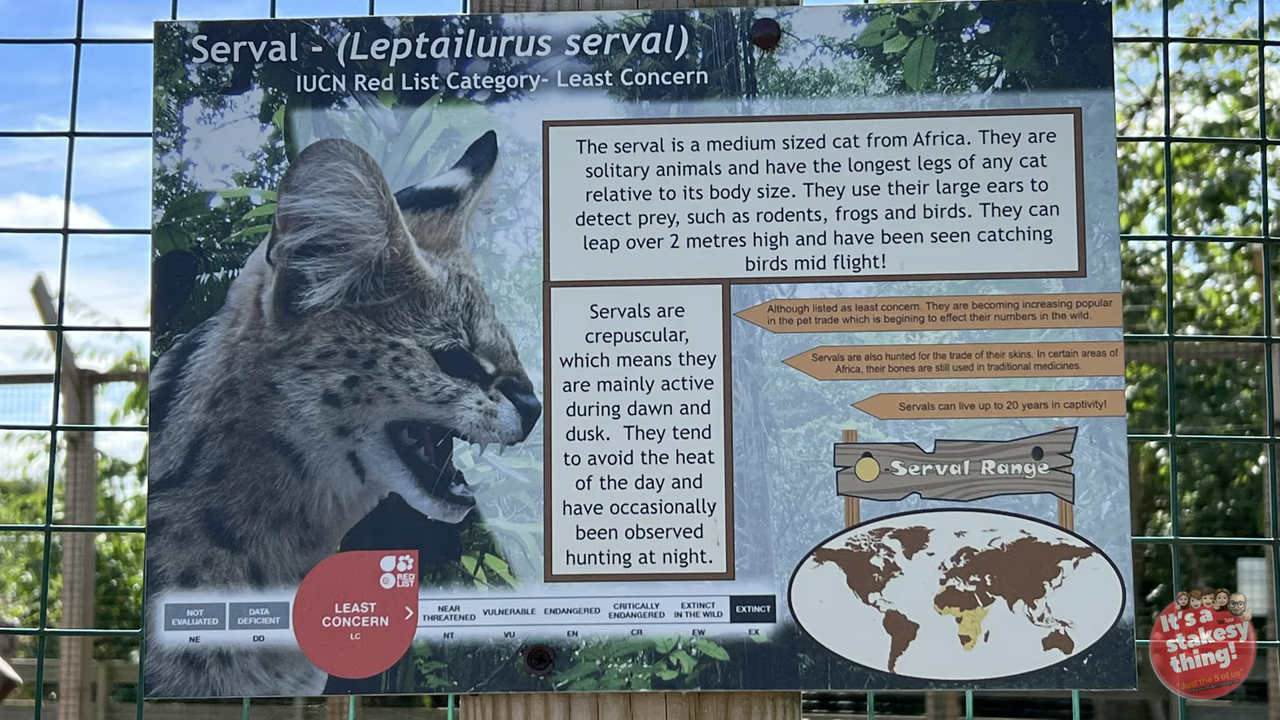 Serval - (Leptailurus serval)
IUCN Red List Category- Least Concern
The serval is a medium sized cat from Africa. They are
solitary animals and have the longest legs of any cat
relative to its body size. They use their large ears to
detect prey, such as rodents, frogs and birds. They can
leap over 2 metres high and have been seen catching
birds mid flight!
Servals are
crepuscular,
which means they
are mainly active
during dawn and
dusk. They tend
to avoid the heat
of the day and
have occasionally
been observed
hunting at night.
Although listed as least concern. They are becoming increasing popular
in the pet trade which is begining to effect their numbers in the wild.
Servals are also hunted for the trade of their skins. In certain areas of
Africa, their bones are still used in traditional medicines.
Servals can live up to 20 years in captivity!
-Serval Range
RED
LIST
NOT
EVALUATED
NE
DATA
DEFICIENT
DD
LEAST
CONCERN
LC
NEAR
THREATENED
NT
VULNERABLE
VU
ENDANGERED
EN
CRITICALLY
ENDANGERED
CR
EXTINCT
IN THE WILD
EW
EXTINCT
EX
It's a
stakesy
thing!
"Just the 5 of us"